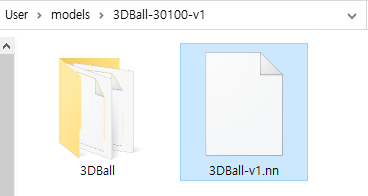 User > models > 3DBall-30100-v1
3DBall
3DBall-v1.nn